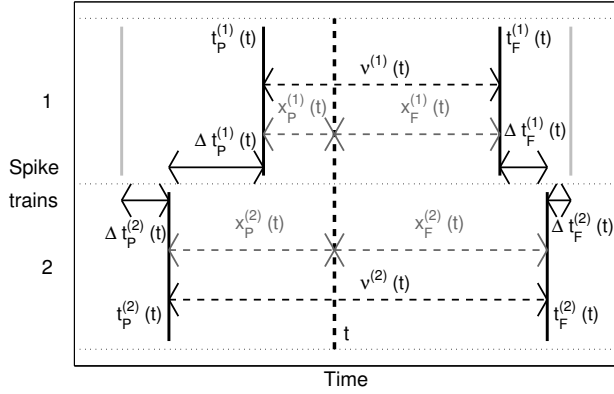 t_P^(1) (t)
t_F^(1) (t)
ν^(1) (t)
1
x_P^(1) (t)
x_F^(1) (t)
Δ t_P^(1) (t)
Δ t_F^(1) (t)
Spike
trains
Δ t_P^(2) (t)
x_P^(2) (t)
x_F^(2) (t)
Δ t_F^(2) (t)
2
ν^(2) (t)
t_P^(2) (t)
t_F^(2) (t)
t
Time